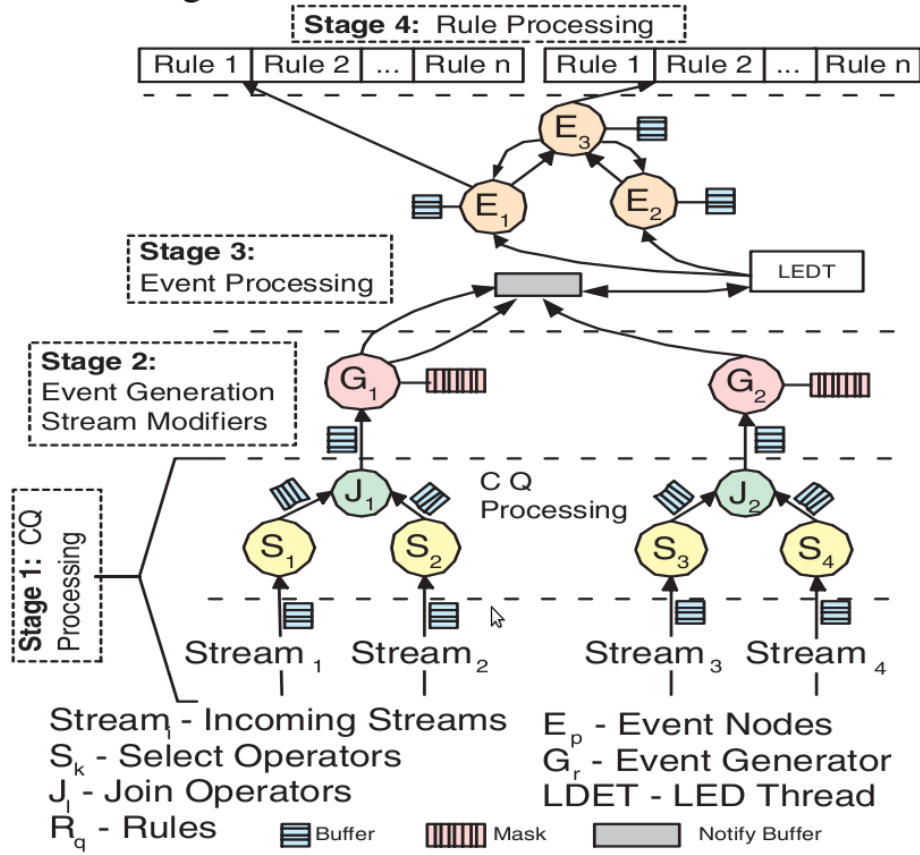 Stage 4: Rule Processing
Rule 1 Rule 2 ... Rule n Rule 1 Rule 2 ... Rule n
E3
E1 E2
Stage 3:
Event Processing
LEDT
Stage 2:
Event Generation
Stream Modifiers
G1 G2
J1 J2
C Q
Processing
S1 S2 S3 S4
Stage 1: CQ
Processing
Stream1 Stream2 Stream3 Stream4
Streami - Incoming Streams
Sk - Select Operators
Jl - Join Operators
Rq - Rules
Ep - Event Nodes
Gr - Event Generator
LDET - LED Thread
Buffer Mask Notify Buffer